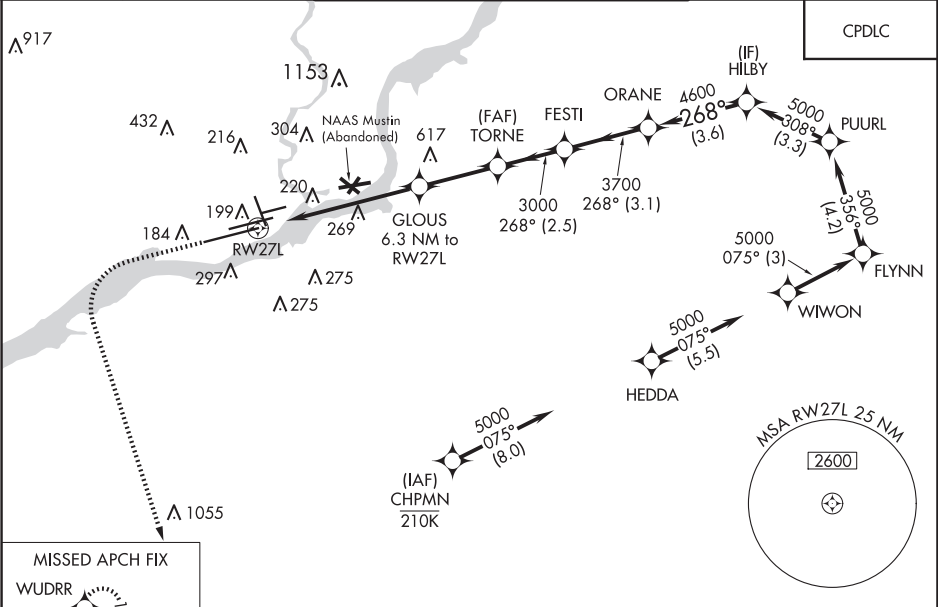 917
CPDLC
1153
(IF)
HILBY
4600
268°
(3.6)
ORANE
5000
308°
(3.3)
PUURL
432
216
304
NAAS Mustin
(Abandoned)
617
(FAF)
TORNE
FESTI
3700
268° (3.1)
3000
268° (2.5)
220
199
184
269
GLOUS
6.3 NM to
RW27L
RW27L
297
275
275
5000
356°
(4.2)
5000
075° (3)
FLYNN
WIWON
5000
075°
(5.5)
HEDDA
5000
075°
(8.0)
(IAF)
CHPMN
210K
MSA RW27L 25 NM
2600
1055
MISSED APCH FIX
WUDRR